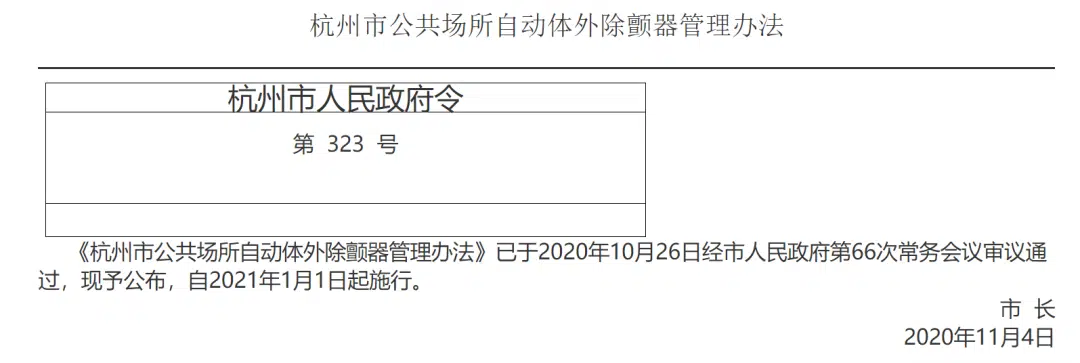 杭州市公共场所自动体外除颤器管理办法
杭州市人民政府令
第 323 号
《杭州市公共场所自动体外除颤器管理办法》已于2020年10月26日经市人民政府第66次常务会议审议通
过，现予公布，自2021年1月1日起施行。
市 长
2020年11月4日